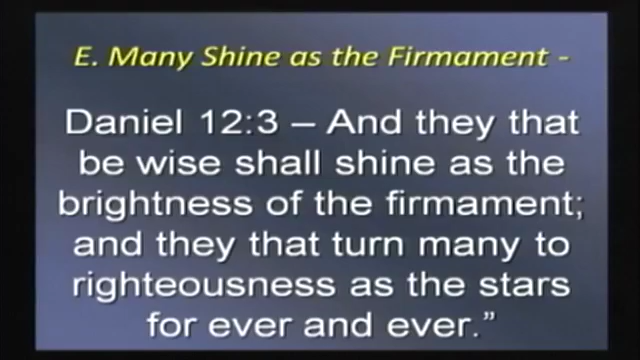 E. Many Shine as the Firmament -
Daniel 12:3 – And they that
be wise shall shine as the
brightness of the firmament;
and they that turn many to
righteousness as the stars
for ever and ever.”